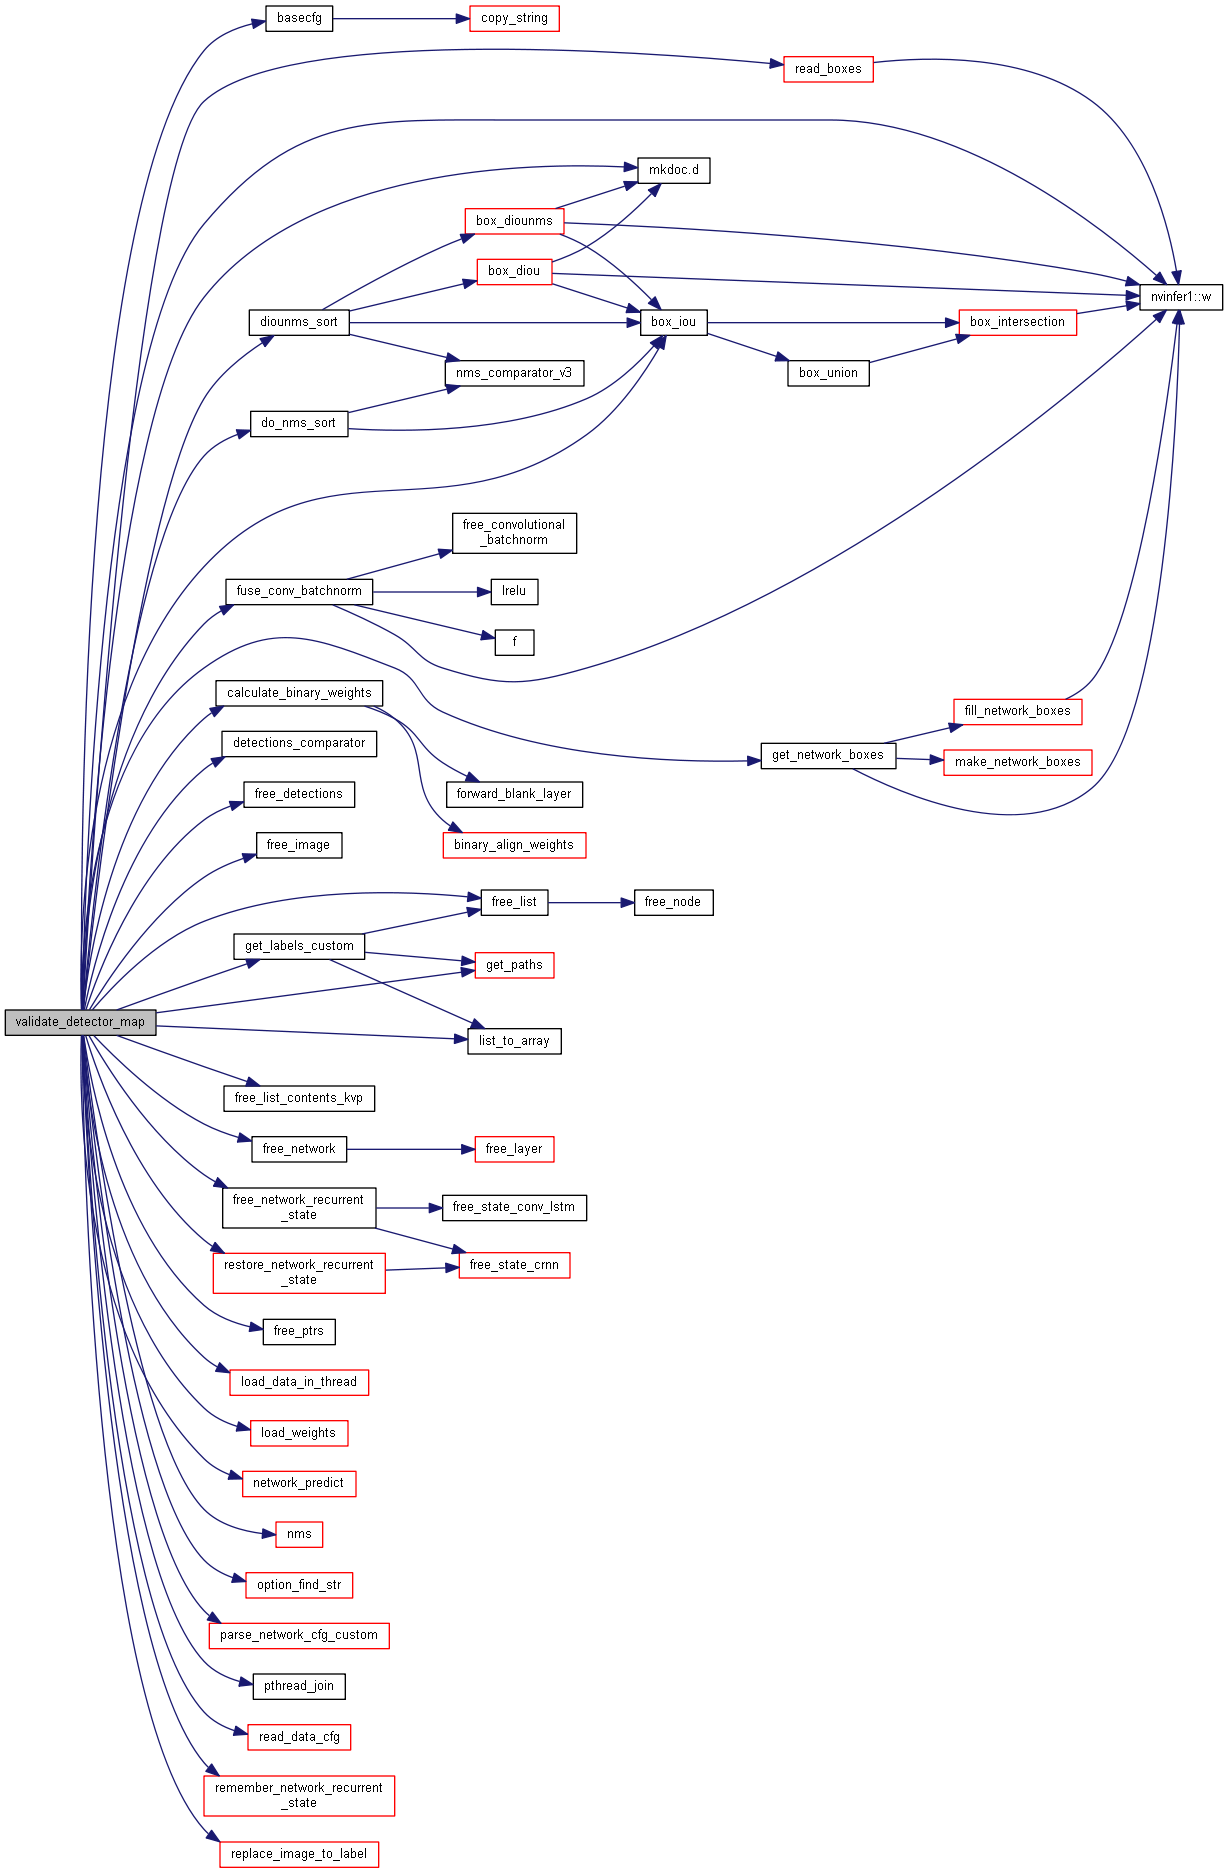 basecfg
copy_string
read_boxes
mkdoc.d
box_diounms
box_diou
nvinfer1::w
diounms_sort
box_iou
box_intersection
nms_comparator_v3
box_union
do_nms_sort
free_convolutional
_batchnorm
fuse_conv_batchnorm
lrelu
f
calculate_binary_weights
fill_network_boxes
detections_comparator
get_network_boxes
make_network_boxes
free_detections
forward_blank_layer
free_image
binary_align_weights
free_list
free_node
get_labels_custom
get_paths
validate_detector_map
list_to_array
free_list_contents_kvp
free_network
free_layer
free_network_recurrent
_state
free_state_conv_lstm
restore_network_recurrent
_state
free_state_crnn
free_ptrs
load_data_in_thread
load_weights
network_predict
nms
option_find_str
parse_network_cfg_custom
pthread_join
read_data_cfg
remember_network_recurrent
_state
replace_image_to_label